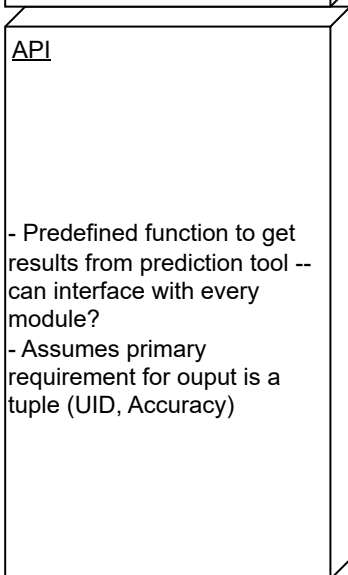 API
- Predefined function to get
results from prediction tool --
can interface with every
module?
- Assumes primary
requirement for ouput is a
tuple (UID, Accuracy)